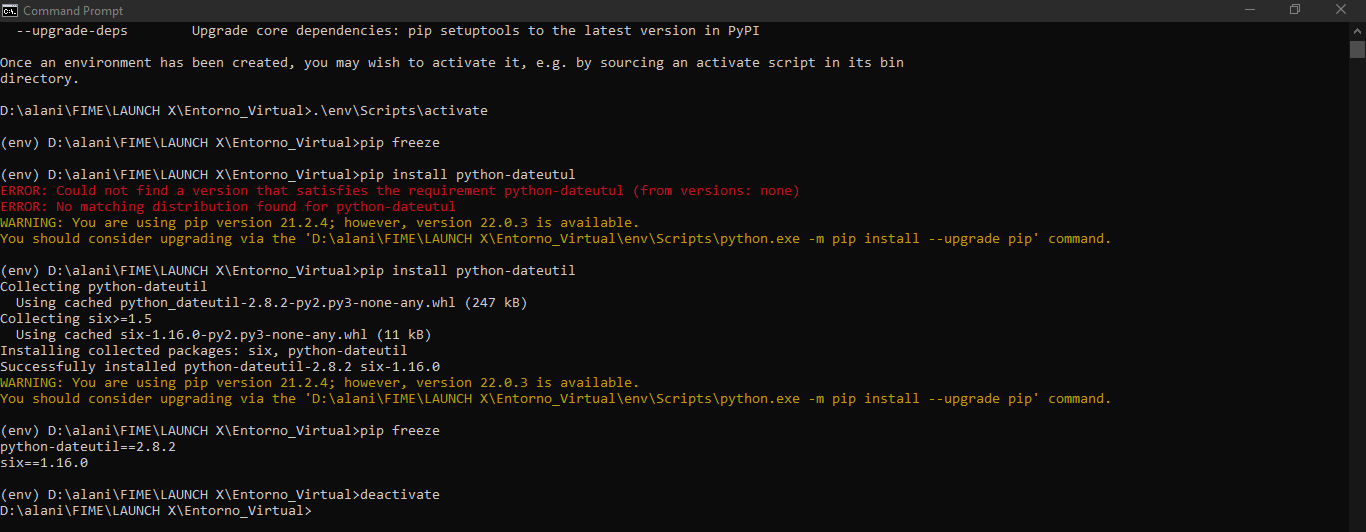 Command Prompt
--upgrade-deps        Upgrade core dependencies: pip setuptools to the latest version in PyPI
Once an environment has been created, you may wish to activate it, e.g. by sourcing an activate script in its bin
directory.
D:\alani\FIME\LAUNCH X\Entorno_Virtual>.\env\Scripts\activate
(env) D:\alani\FIME\LAUNCH X\Entorno_Virtual>pip freeze
(env) D:\alani\FIME\LAUNCH X\Entorno_Virtual>pip install python-dateutul
ERROR: Could not find a version that satisfies the requirement python-dateutul (from versions: none)
ERROR: No matching distribution found for python-dateutul
WARNING: You are using pip version 21.2.4; however, version 22.0.3 is available.
You should consider upgrading via the 'D:\alani\FIME\LAUNCH X\Entorno_Virtual\env\Scripts\python.exe -m pip install --upgrade pip' command.
(env) D:\alani\FIME\LAUNCH X\Entorno_Virtual>pip install python-dateutil
Collecting python-dateutil
  Using cached python_dateutil-2.8.2-py2.py3-none-any.whl (247 kB)
Collecting six>=1.5
  Using cached six-1.16.0-py2.py3-none-any.whl (11 kB)
Installing collected packages: six, python-dateutil
Successfully installed python-dateutil-2.8.2 six-1.16.0
WARNING: You are using pip version 21.2.4; however, version 22.0.3 is available.
You should consider upgrading via the 'D:\alani\FIME\LAUNCH X\Entorno_Virtual\env\Scripts\python.exe -m pip install --upgrade pip' command.
(env) D:\alani\FIME\LAUNCH X\Entorno_Virtual>pip freeze
python-dateutil==2.8.2
six==1.16.0
(env) D:\alani\FIME\LAUNCH X\Entorno_Virtual>deactivate
D:\alani\FIME\LAUNCH X\Entorno_Virtual>